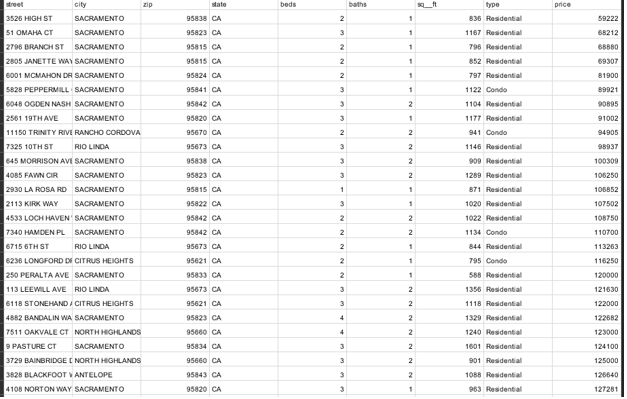 street city zip state beds baths sq__ft type price
3526 HIGH ST SACRAMENTO 95838 CA 2 1 836 Residential 59222
51 OMAHA CT SACRAMENTO 95823 CA 3 1 1167 Residential 68212
2796 BRANCH ST SACRAMENTO 95815 CA 2 1 796 Residential 68880
2805 JANETTE WAY SACRAMENTO 95815 CA 2 1 852 Residential 69307
6001 MCMAHON DR SACRAMENTO 95824 CA 2 1 797 Residential 81900
5828 PEPPERMILL SACRAMENTO 95841 CA 3 1 1122 Condo 89921
6048 OGDEN NASH SACRAMENTO 95842 CA 3 2 1104 Residential 90895
2561 19TH AVE SACRAMENTO 95820 CA 3 1 1177 Residential 91002
11150 TRINITY RIVE RANCHO CORDOVA 95670 CA 2 2 941 Condo 94905
7325 10TH ST RIO LINDA 95673 CA 3 2 1146 Residential 98937
645 MORRISON AVE SACRAMENTO 95838 CA 3 2 909 Residential 100309
4085 FAWN CIR SACRAMENTO 95823 CA 3 2 1289 Residential 106250
2930 LA ROSA RD SACRAMENTO 95815 CA 1 1 871 Residential 106852
2113 KIRK WAY SACRAMENTO 95822 CA 3 1 1020 Residential 107502
4533 LOCH HAVEN SACRAMENTO 95842 CA 2 2 1022 Residential 108750
7340 HAMDEN PL SACRAMENTO 95842 CA 2 2 1134 Condo 110700
6715 6TH ST RIO LINDA 95673 CA 2 1 844 Residential 113263
6236 LONGFORD DR CITRUS HEIGHTS 95621 CA 2 1 795 Condo 116250
250 PERALTA AVE SACRAMENTO 95833 CA 2 1 588 Residential 120000
113 LEEWILL AVE RIO LINDA 95673 CA 3 2 1356 Residential 121630
6118 STONEHAND CITRUS HEIGHTS 95621 CA 3 2 1118 Residential 122000
4882 BANDALIN WA SACRAMENTO 95823 CA 4 2 1329 Residential 122682
7511 OAKVALE CT NORTH HIGHLANDS 95660 CA 4 2 1240 Residential 123000
9 PASTURE CT SACRAMENTO 95834 CA 3 2 1601 Residential 124100
3729 BAINBRIDGE NORTH HIGHLANDS 95660 CA 3 2 901 Residential 125000
3828 BLACKFOOT ANTELOPE 95843 CA 3 2 1088 Residential 126640
4108 NORTON WAY SACRAMENTO 95820 CA 3 1 963 Residential 127281